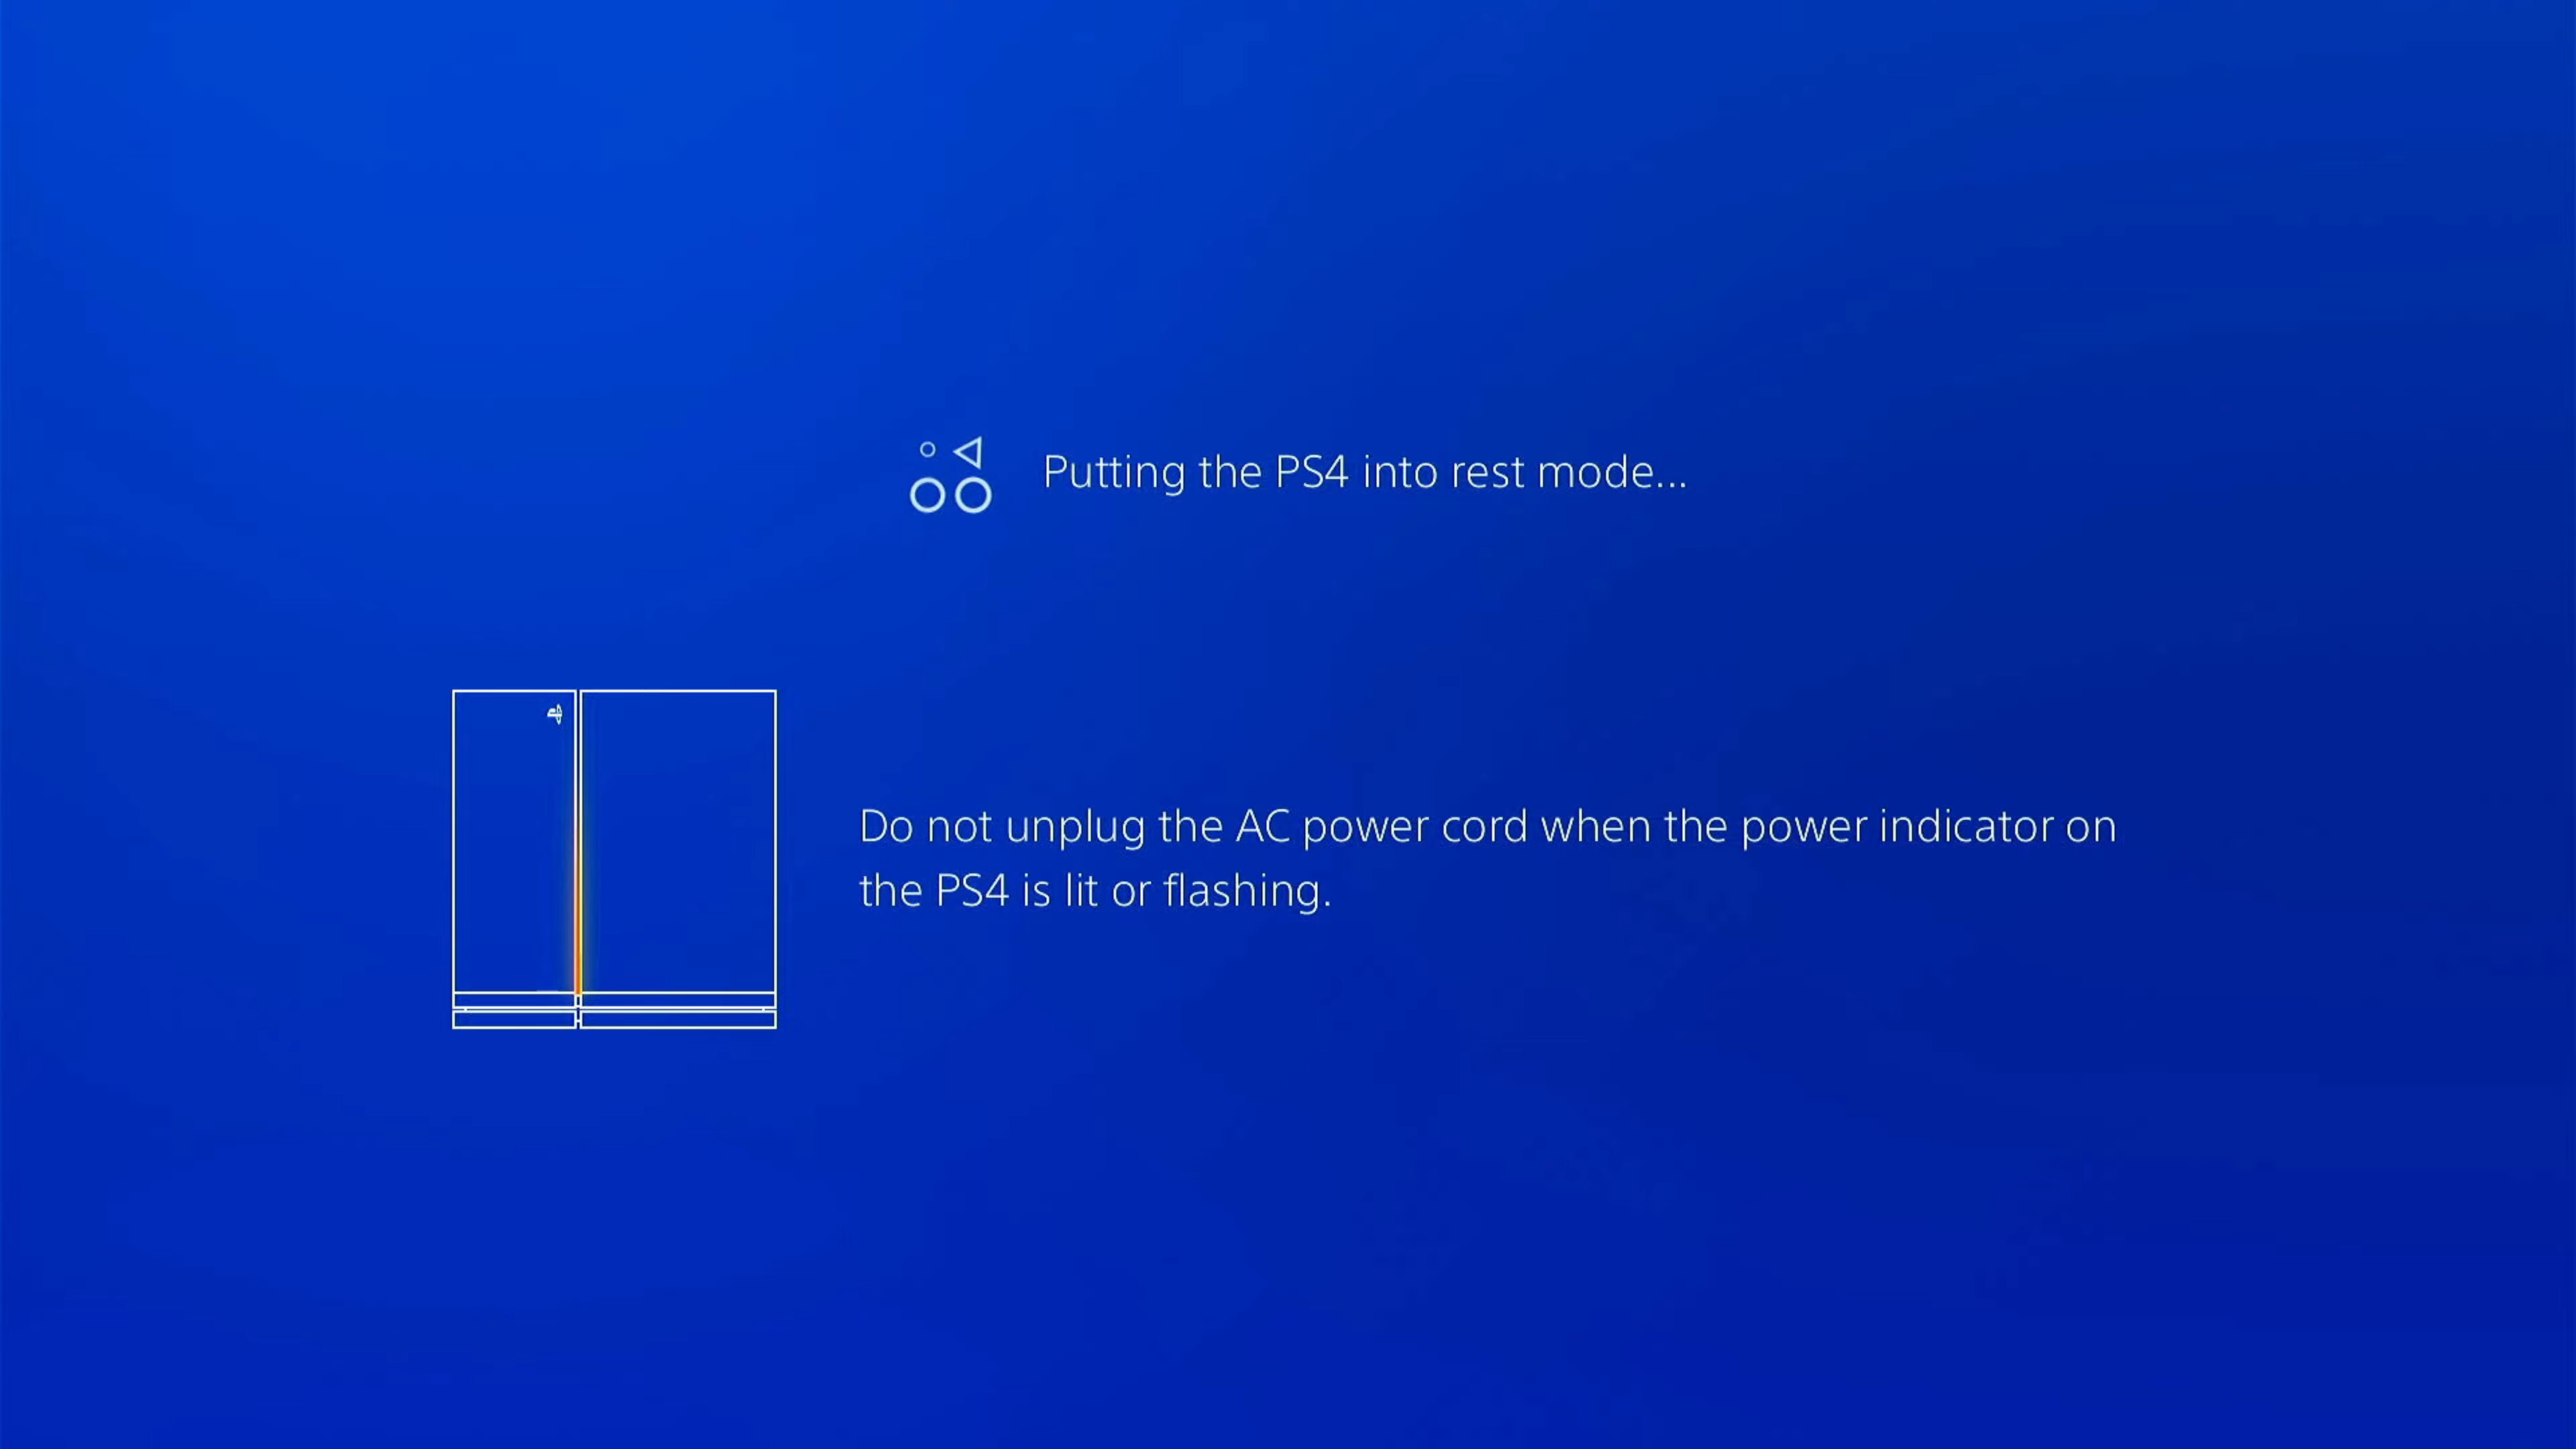 Putting the PS4 into rest mode...
Do not unplug the AC power cord when the power indicator on
the PS4 is lit or flashing.